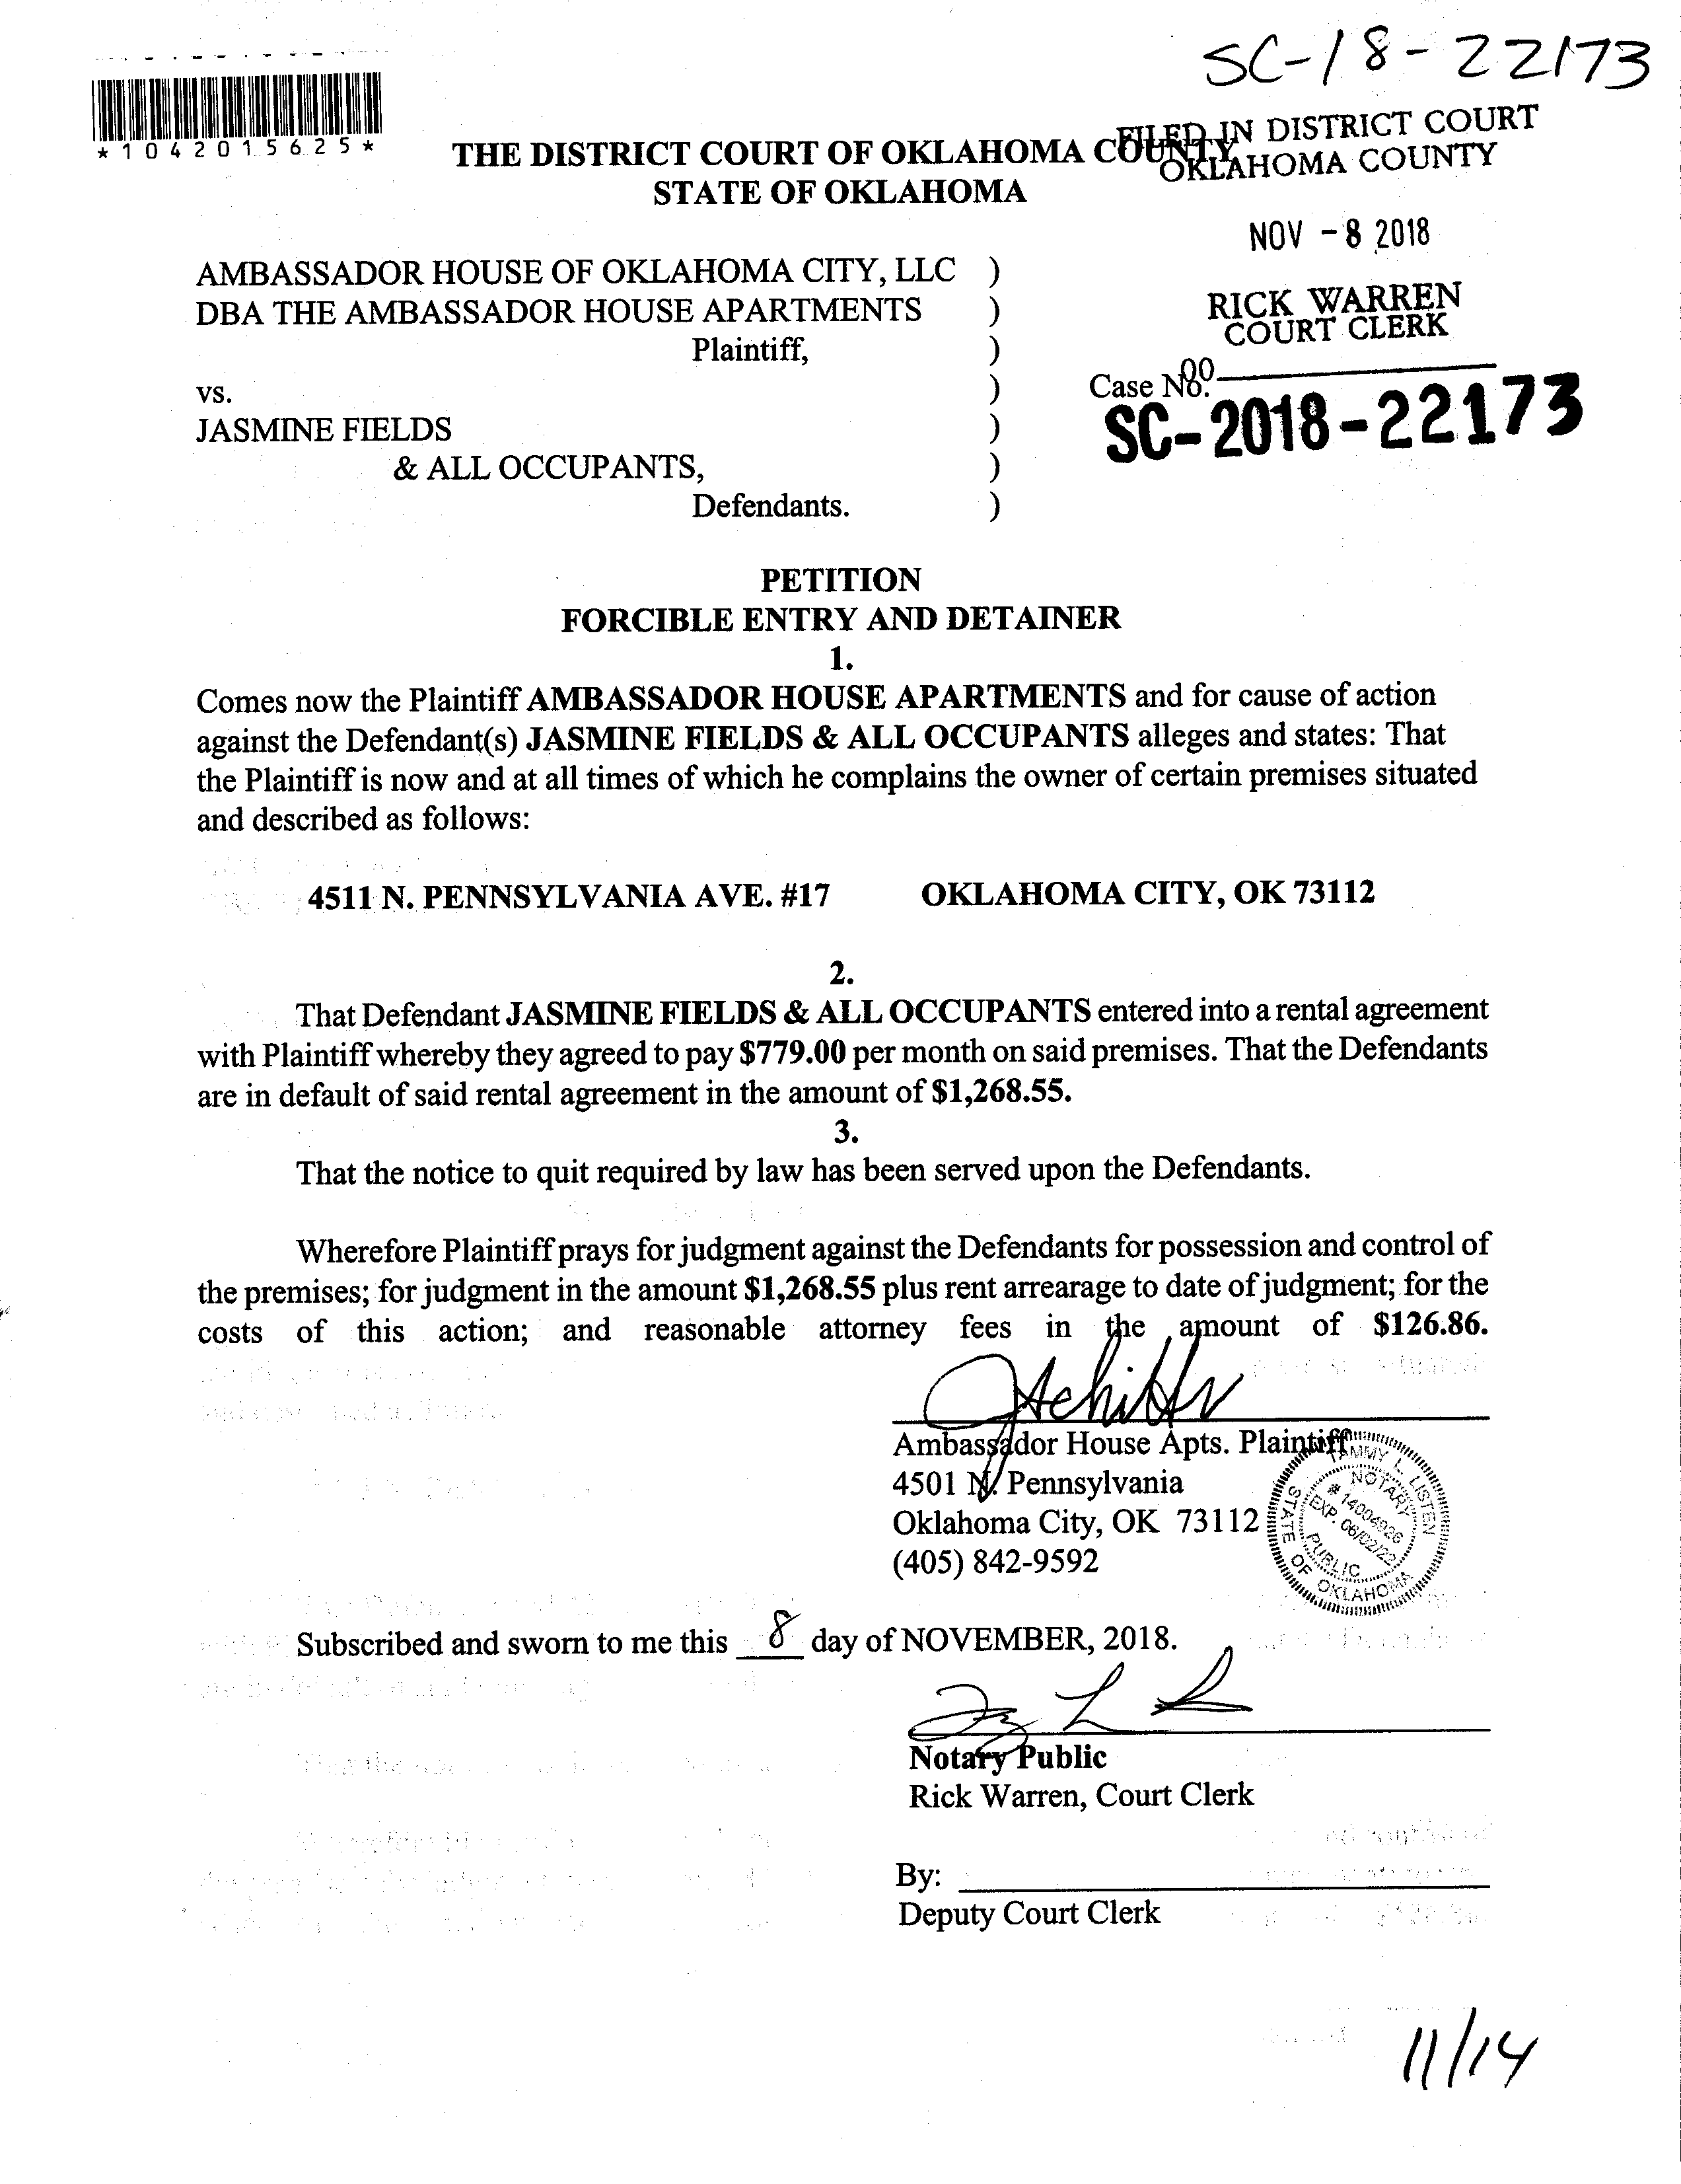 SC-18-22173
*1042015625*
FILED IN DISTRICT COURT
OKLAHOMA COUNTY
THE DISTRICT COURT OF OKLAHOMA COUNTY
STATE OF OKLAHOMA
NOV -8 2018
RICK WARREN
COURT CLERK
AMBASSADOR HOUSE OF OKLAHOMA CITY, LLC )
DBA THE AMBASSADOR HOUSE APARTMENTS )
Plaintiff, )
vs. )
Case No. 00
SC-2018-22173
JASMINE FIELDS )
& ALL OCCUPANTS, )
Defendants. )
PETITION
FORCIBLE ENTRY AND DETAINER
1.
Comes now the Plaintiff AMBASSADOR HOUSE APARTMENTS and for cause of action
against the Defendant(s) JASMINE FIELDS & ALL OCCUPANTS alleges and states: That
the Plaintiff is now and at all times of which he complains the owner of certain premises situated
and described as follows:
4511 N. PENNSYLVANIA AVE. #17 OKLAHOMA CITY, OK 73112
2.
That Defendant JASMINE FIELDS & ALL OCCUPANTS entered into a rental agreement
with Plaintiff whereby they agreed to pay $779.00 per month on said premises. That the Defendants
are in default of said rental agreement in the amount of $1,268.55.
3.
That the notice to quit required by law has been served upon the Defendants.
Wherefore Plaintiff prays for judgment against the Defendants for possession and control of
the premises; for judgment in the amount $1,268.55 plus rent arrearage to date of judgment; for the
costs of this action; and reasonable attorney fees in the amount of $126.86.
Ambassador House Apts. Plaintiff
4501 N. Pennsylvania
Oklahoma City, OK 73112
(405) 842-9592
TAMMY L. LISTEN
NOTARY
# 14004926
EXP. 06/02/22
PUBLIC
STATE OF OKLAHOMA
Subscribed and sworn to me this 8 day of NOVEMBER, 2018.
Notary Public
Rick Warren, Court Clerk
By:
Deputy Court Clerk
11/14